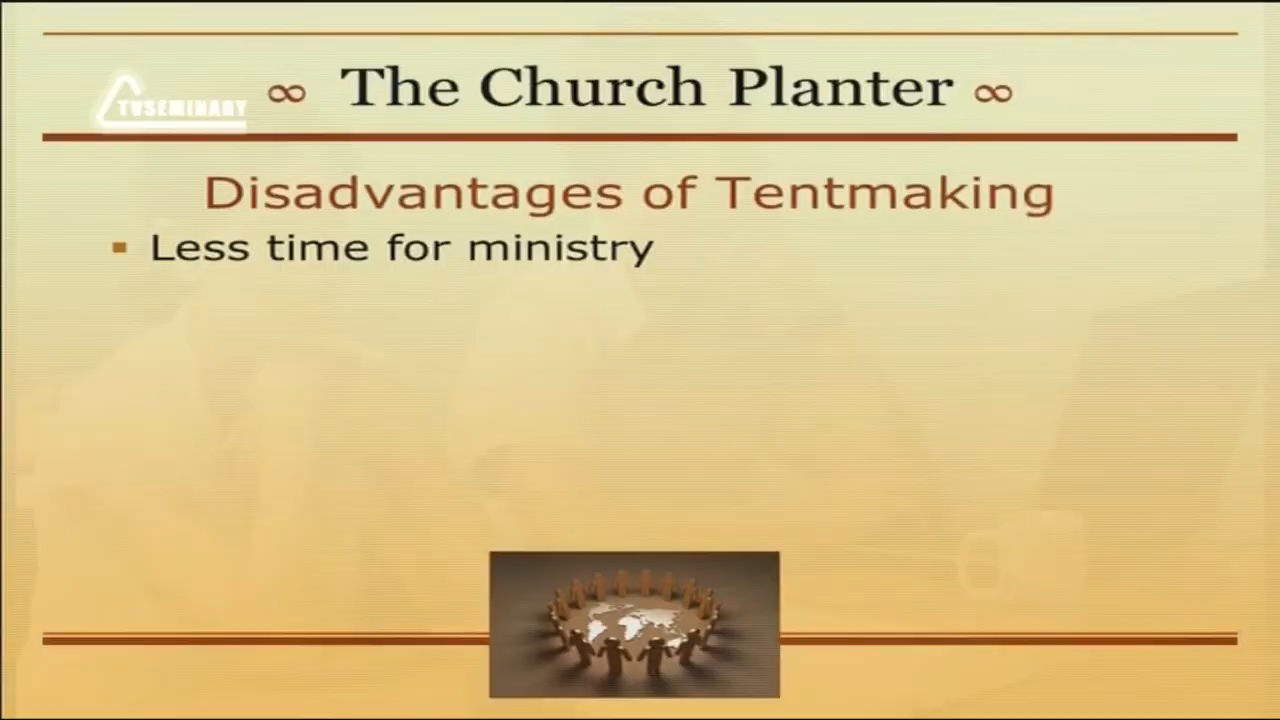 TVSEMINARY
∞ The Church Planter ∞
Disadvantages of Tentmaking
▪ Less time for ministry